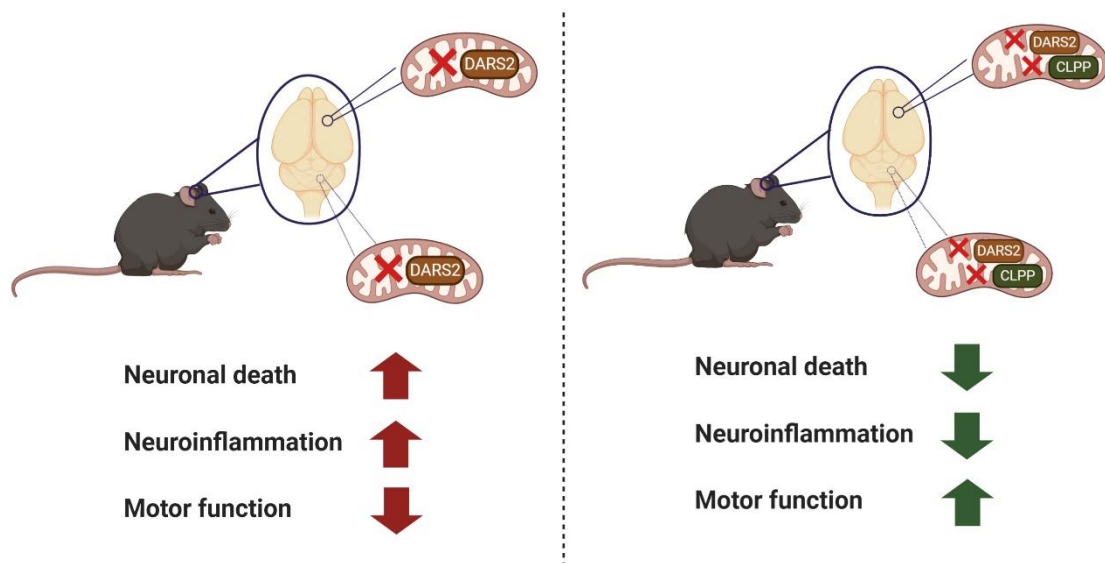 DARS2
DARS2
Neuronal death
Neuroinflammation
Motor function
DARS2
CLPP
DARS2
CLPP
Neuronal death
Neuroinflammation
Motor function